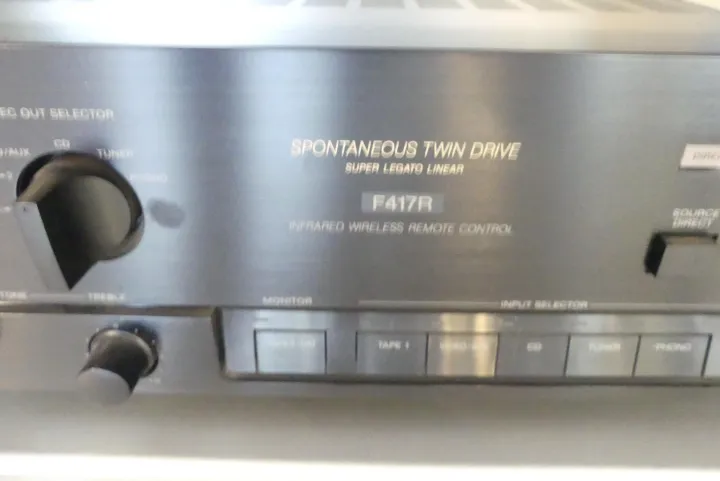 EC OUT SELECTOR
CD
/AUX
TUNER
SPONTANEOUS TWIN DRIVE
SUPER LEGATO LINEAR
F417R
INFRARED WIRELESS REMOTE CONTROL
SOURCE
DIRECT
TREBLE
MONITOR
INPUT SELECTOR
TAPE 1
CD
TUNER
PHONO